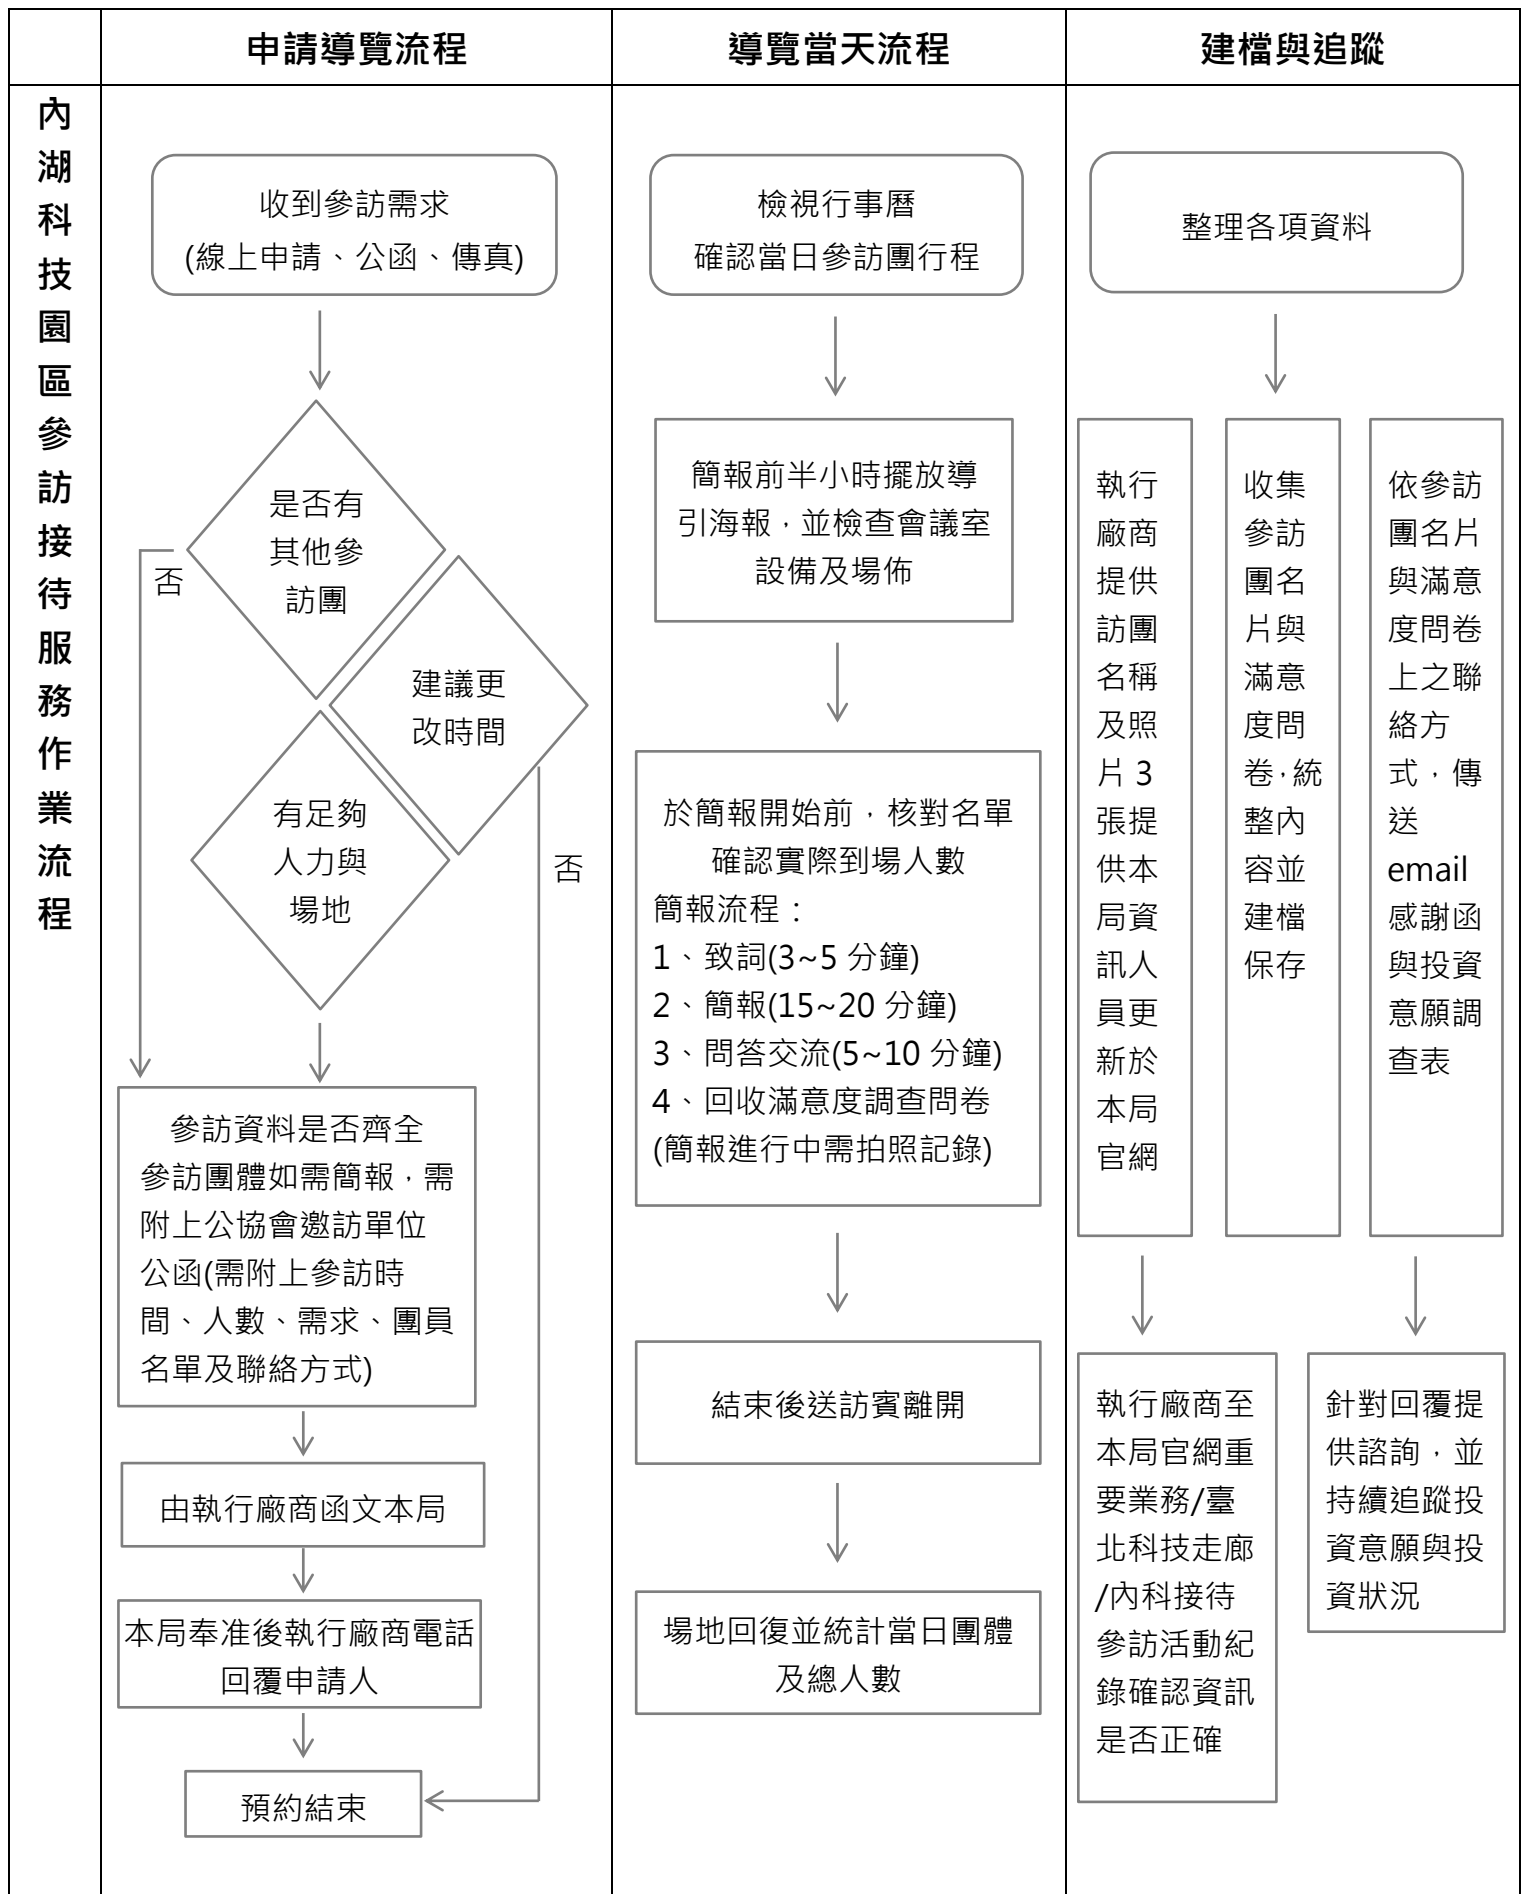 申請導覽流程
導覽當天流程
建檔與追蹤
內
湖
科
技
園
區
參
訪
接
待
服
務
作
業
流
程
收到參訪需求
(線上申請、公函、傳真)
是否有
其他參
訪團
否
建議更
改時間
有足夠
人力與
場地
否
參訪資料是否齊全
參訪團體如需簡報，需
附上公協會邀訪單位
公函(需附上參訪時
間、人數、需求、團員
名單及聯絡方式)
由執行廠商函文本局
本局奉准後執行廠商電話
回覆申請人
預約結束
檢視行事曆
確認當日參訪團行程
簡報前半小時擺放導
引海報，並檢查會議室
設備及場佈
於簡報開始前，核對名單
確認實際到場人數
簡報流程：
1、致詞(3~5 分鐘)
2、簡報(15~20 分鐘)
3、問答交流(5~10 分鐘)
4、回收滿意度調查問卷
(簡報進行中需拍照記錄)
結束後送訪賓離開
場地回復並統計當日團體
及總人數
整理各項資料
執行
廠商
提供
訪團
名稱
及照
片 3
張提
供本
局資
訊人
員更
新於
本局
官網
收集
參訪
團名
片與
滿意
度問
卷，統
整內
容並
建檔
保存
依參訪
團名片
與滿意
度問卷
上之聯
絡方
式，傳
送
email
感謝函
與投資
意願調
查表
執行廠商至
本局官網重
要業務/臺
北科技走廊
/內科接待
參訪活動紀
錄確認資訊
是否正確
針對回覆提
供諮詢，並
持續追蹤投
資意願與投
資狀況